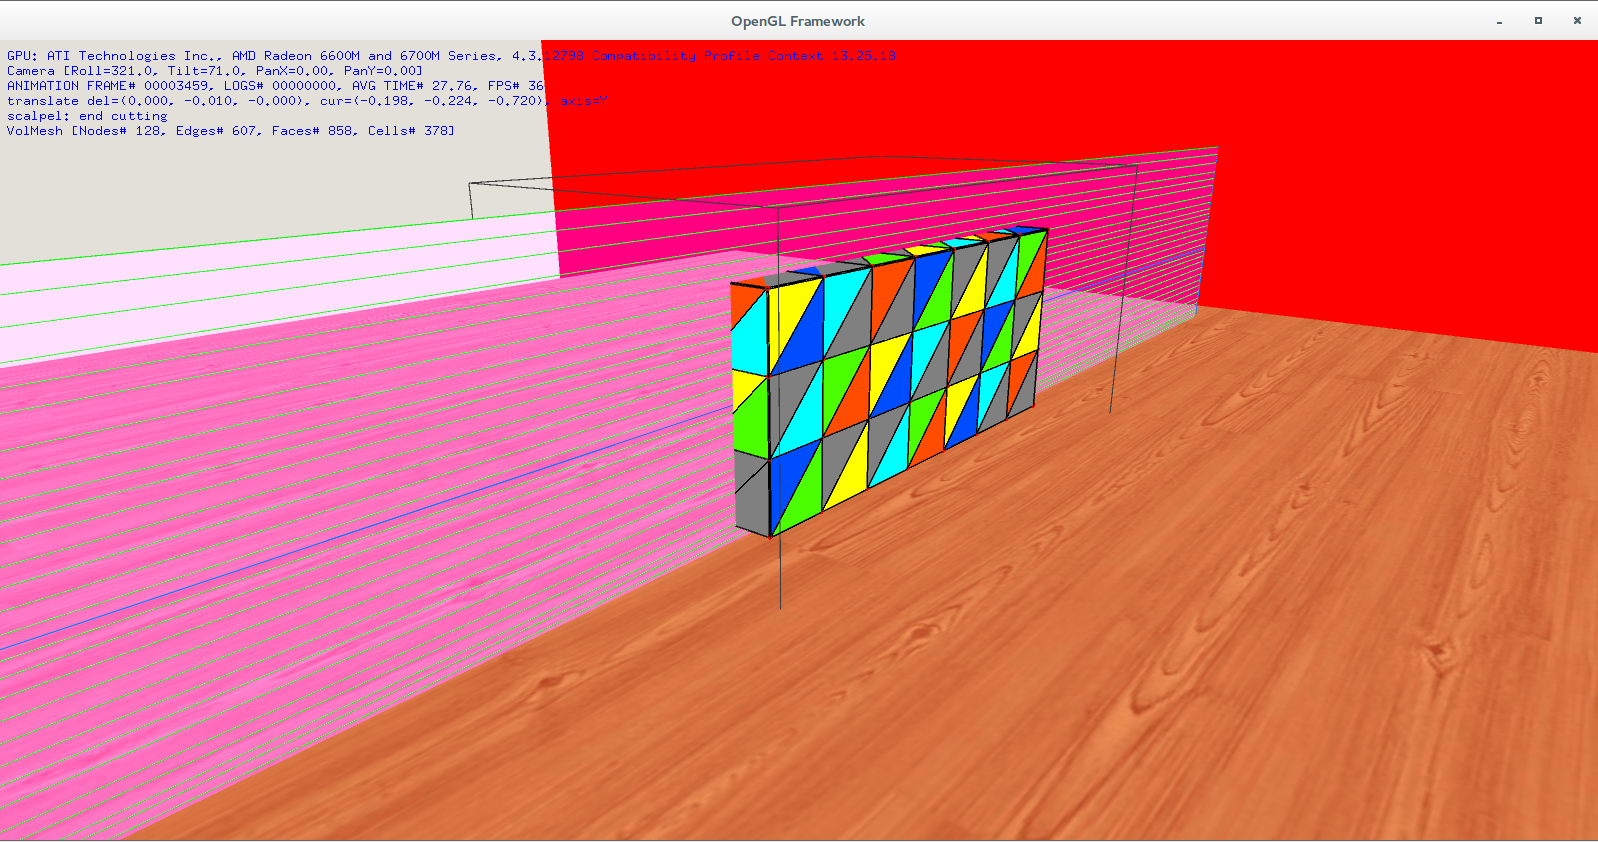 OpenGL Framework
GPU: ATI Technologies Inc., AMD Radeon 6600M and 6700M Series, 4.3.12798 Compatibility Profile Context 13.25.18
Camera [Roll=321.0, Tilt=71.0, PanX=0.00, PanY=0.00]
ANIMATION FRAME# 00003459, LOGS# 00000000, AVG TIME# 27.76, FPS# 36
translate del=(0.000, -0.010, -0.000), cur=(-0.198, -0.224, -0.720), axis=Y
scalpel: end cutting
VolMesh [Nodes# 128, Edges# 607, Faces# 858, Cells# 378]